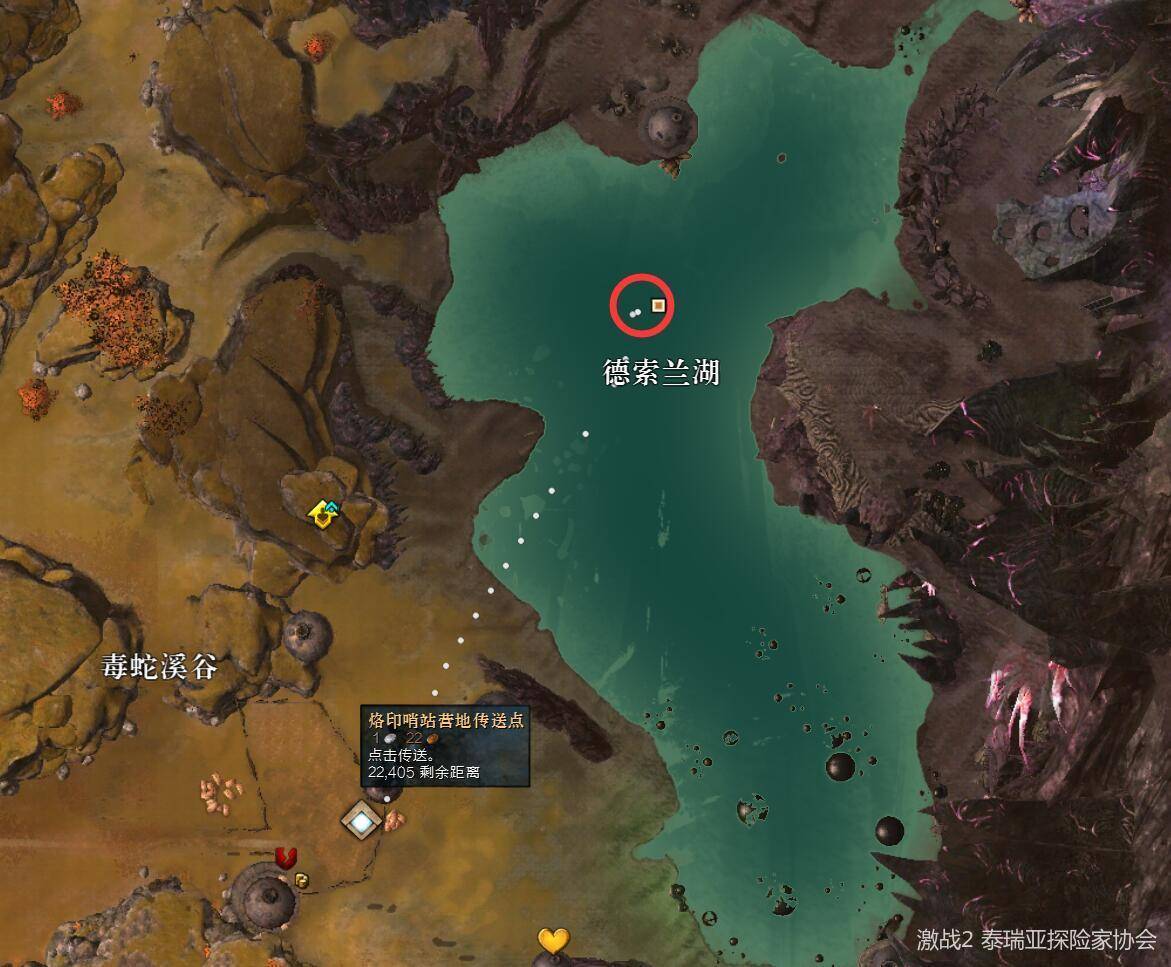 德索兰湖
毒蛇溪谷
烙印哨站营地传送点
1 22
点击传送。
22,405 剩余距离
激战2 泰瑞亚探险家协会